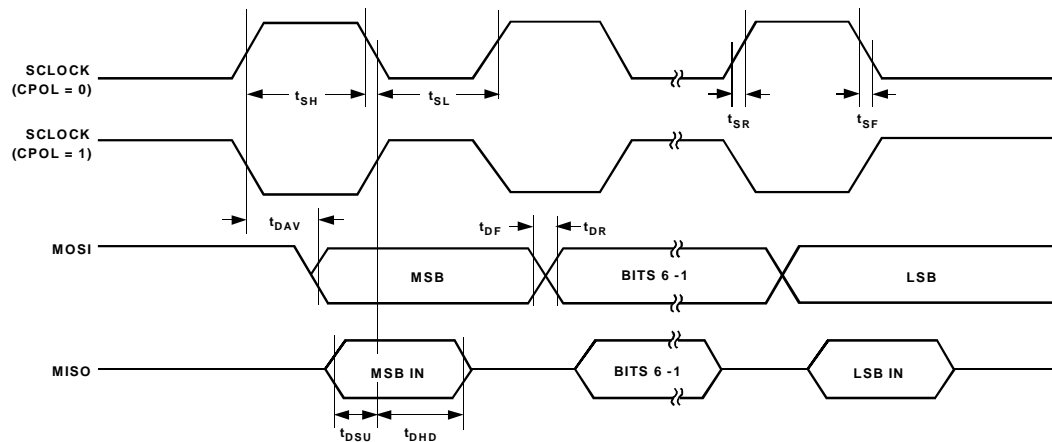 SCLOCK
(CPOL = 0)
tSH
tSL
tSR
tSF
SCLOCK
(CPOL = 1)
tDAV
tDF
tDR
MOSI
MSB
BITS 6 -1
LSB
MISO
MSB IN
BITS 6 -1
LSB IN
tDSU
tDHD